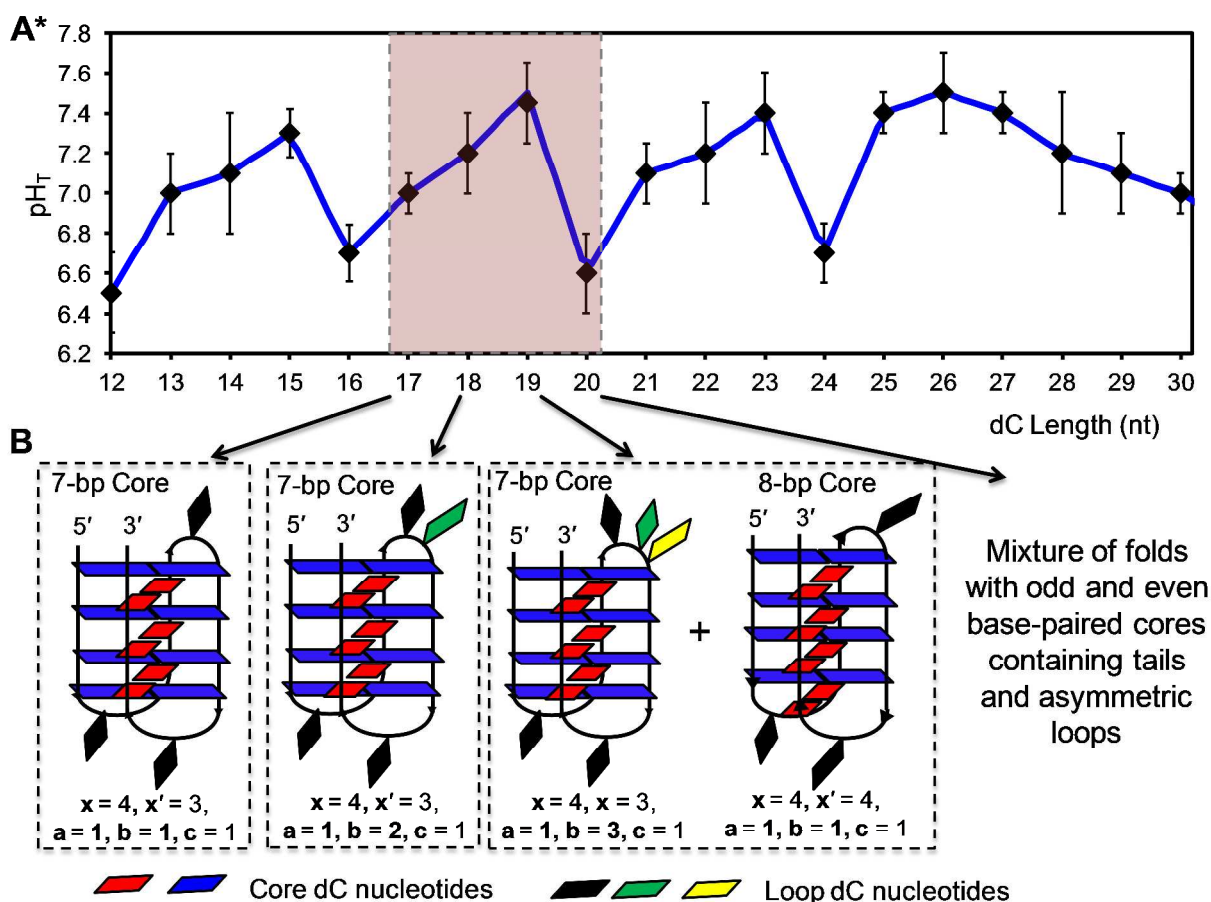 A*
7.8
7.6
7.4
7.2
7.0
6.8
6.6
6.4
6.2
pHT
12 13 14 15 16 17 18 19 20 21 22 23 24 25 26 27 28 29 30
dC Length (nt)
B
7-bp Core
5′ 3′
x = 4, x′ = 3,
a = 1, b = 1, c = 1
7-bp Core
5′ 3′
x = 4, x′ = 3,
a = 1, b = 2, c = 1
7-bp Core
5′ 3′
x = 4, x = 3,
a = 1, b = 3, c = 1
+
8-bp Core
5′ 3′
x = 4, x′ = 4,
a = 1, b = 1, c = 1
Mixture of folds
with odd and even
base-paired cores
containing tails
and asymmetric
loops
Core dC nucleotides
Loop dC nucleotides